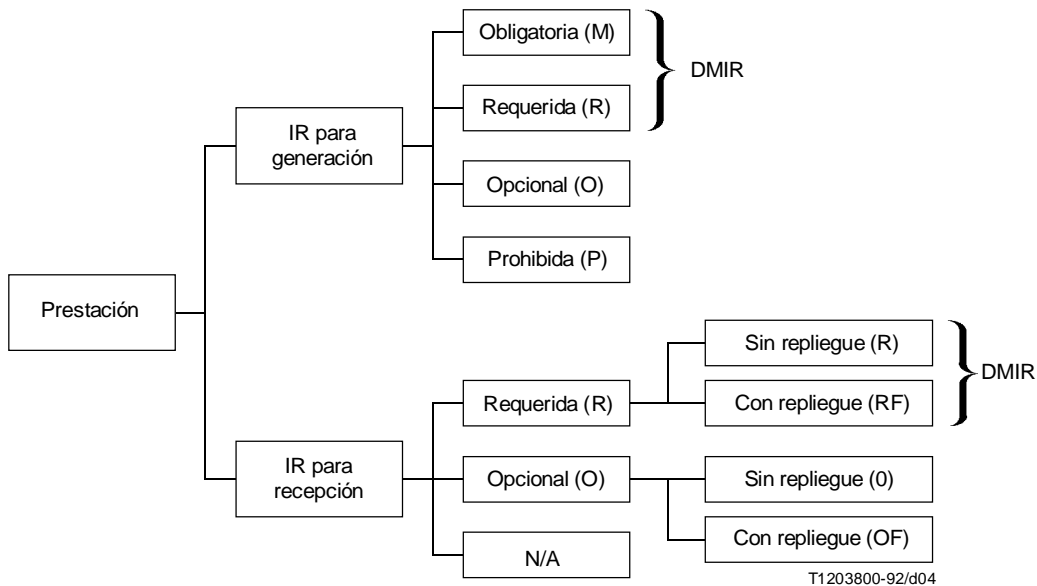 Obligatoria (M)
DMIR
Requerida (R)
IR para
generación
Opcional (O)
Prohibida (P)
Prestación
Sin repliegue (R)
DMIR
Requerida (R)
Con repliegue (RF)
IR para
recepción
Opcional (O)
Sin repliegue (0)
Con repliegue (OF)
N/A
T1203800-92/d04